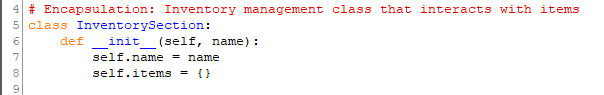 4 # Encapsulation: Inventory management class that interacts with items
5 class InventorySection:
6     def __init__(self, name):
7         self.name = name
8         self.items = {}
9